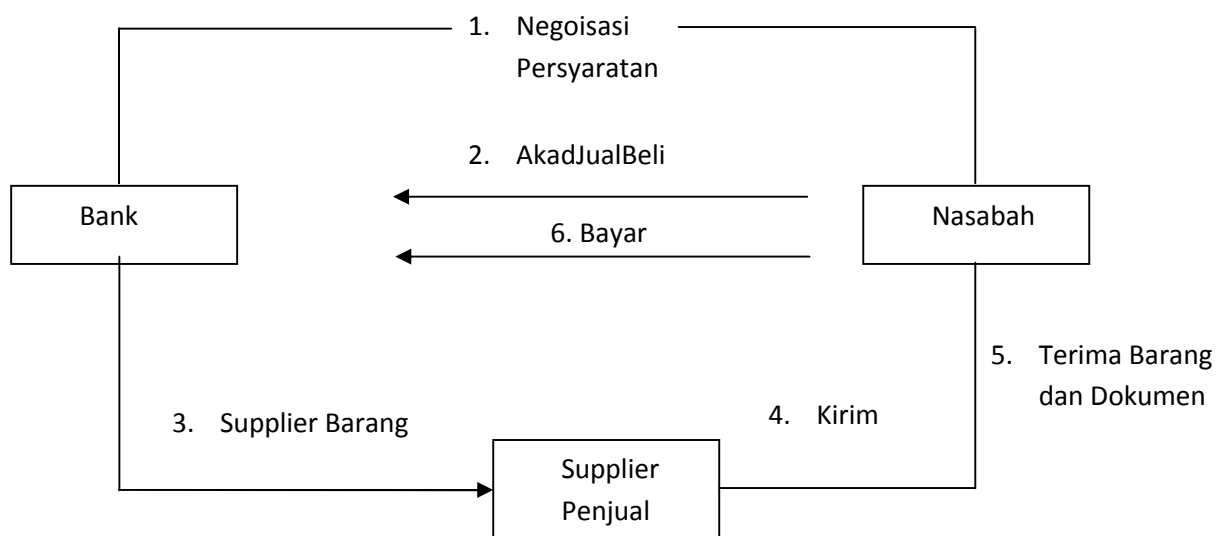 1. Negoisasi
Persyaratan
2. AkadJualBeli
Bank
Nasabah
6. Bayar
5. Terima Barang
dan Dokumen
3. Supplier Barang
4. Kirim
Supplier
Penjual